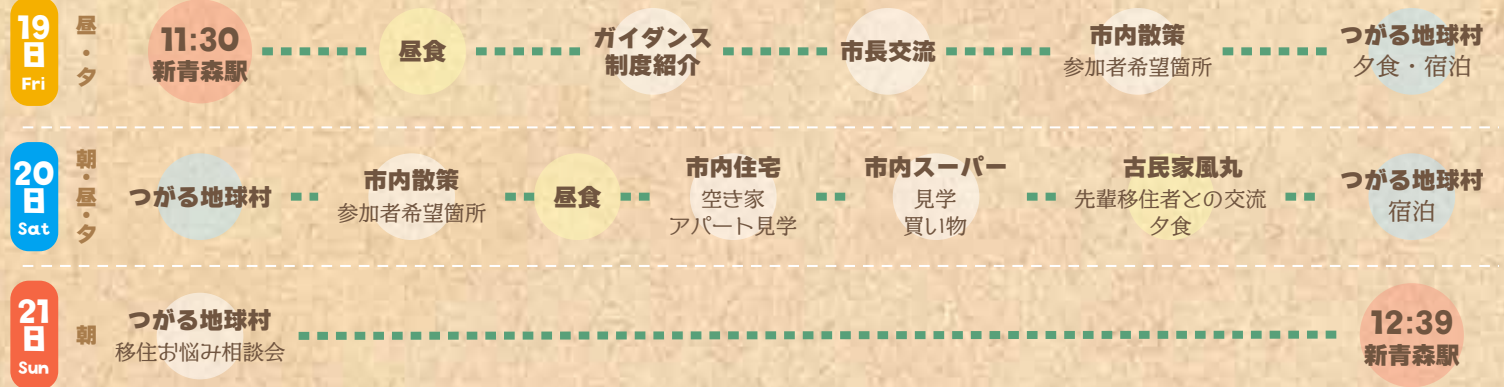 19
日
Fri
昼・夕
11:30
新青森駅
昼食
ガイダンス
制度紹介
市長交流
市内散策
参加者希望箇所
つがる地球村
夕食・宿泊
20
日
Sat
朝・昼・夕
つがる地球村
市内散策
参加者希望箇所
昼食
市内住宅
空き家
アパート見学
市内スーパー
見学
買い物
古民家風丸
先輩移住者との交流
夕食
つがる地球村
宿泊
21
日
Sun
朝
つがる地球村
移住お悩み相談会
12:39
新青森駅